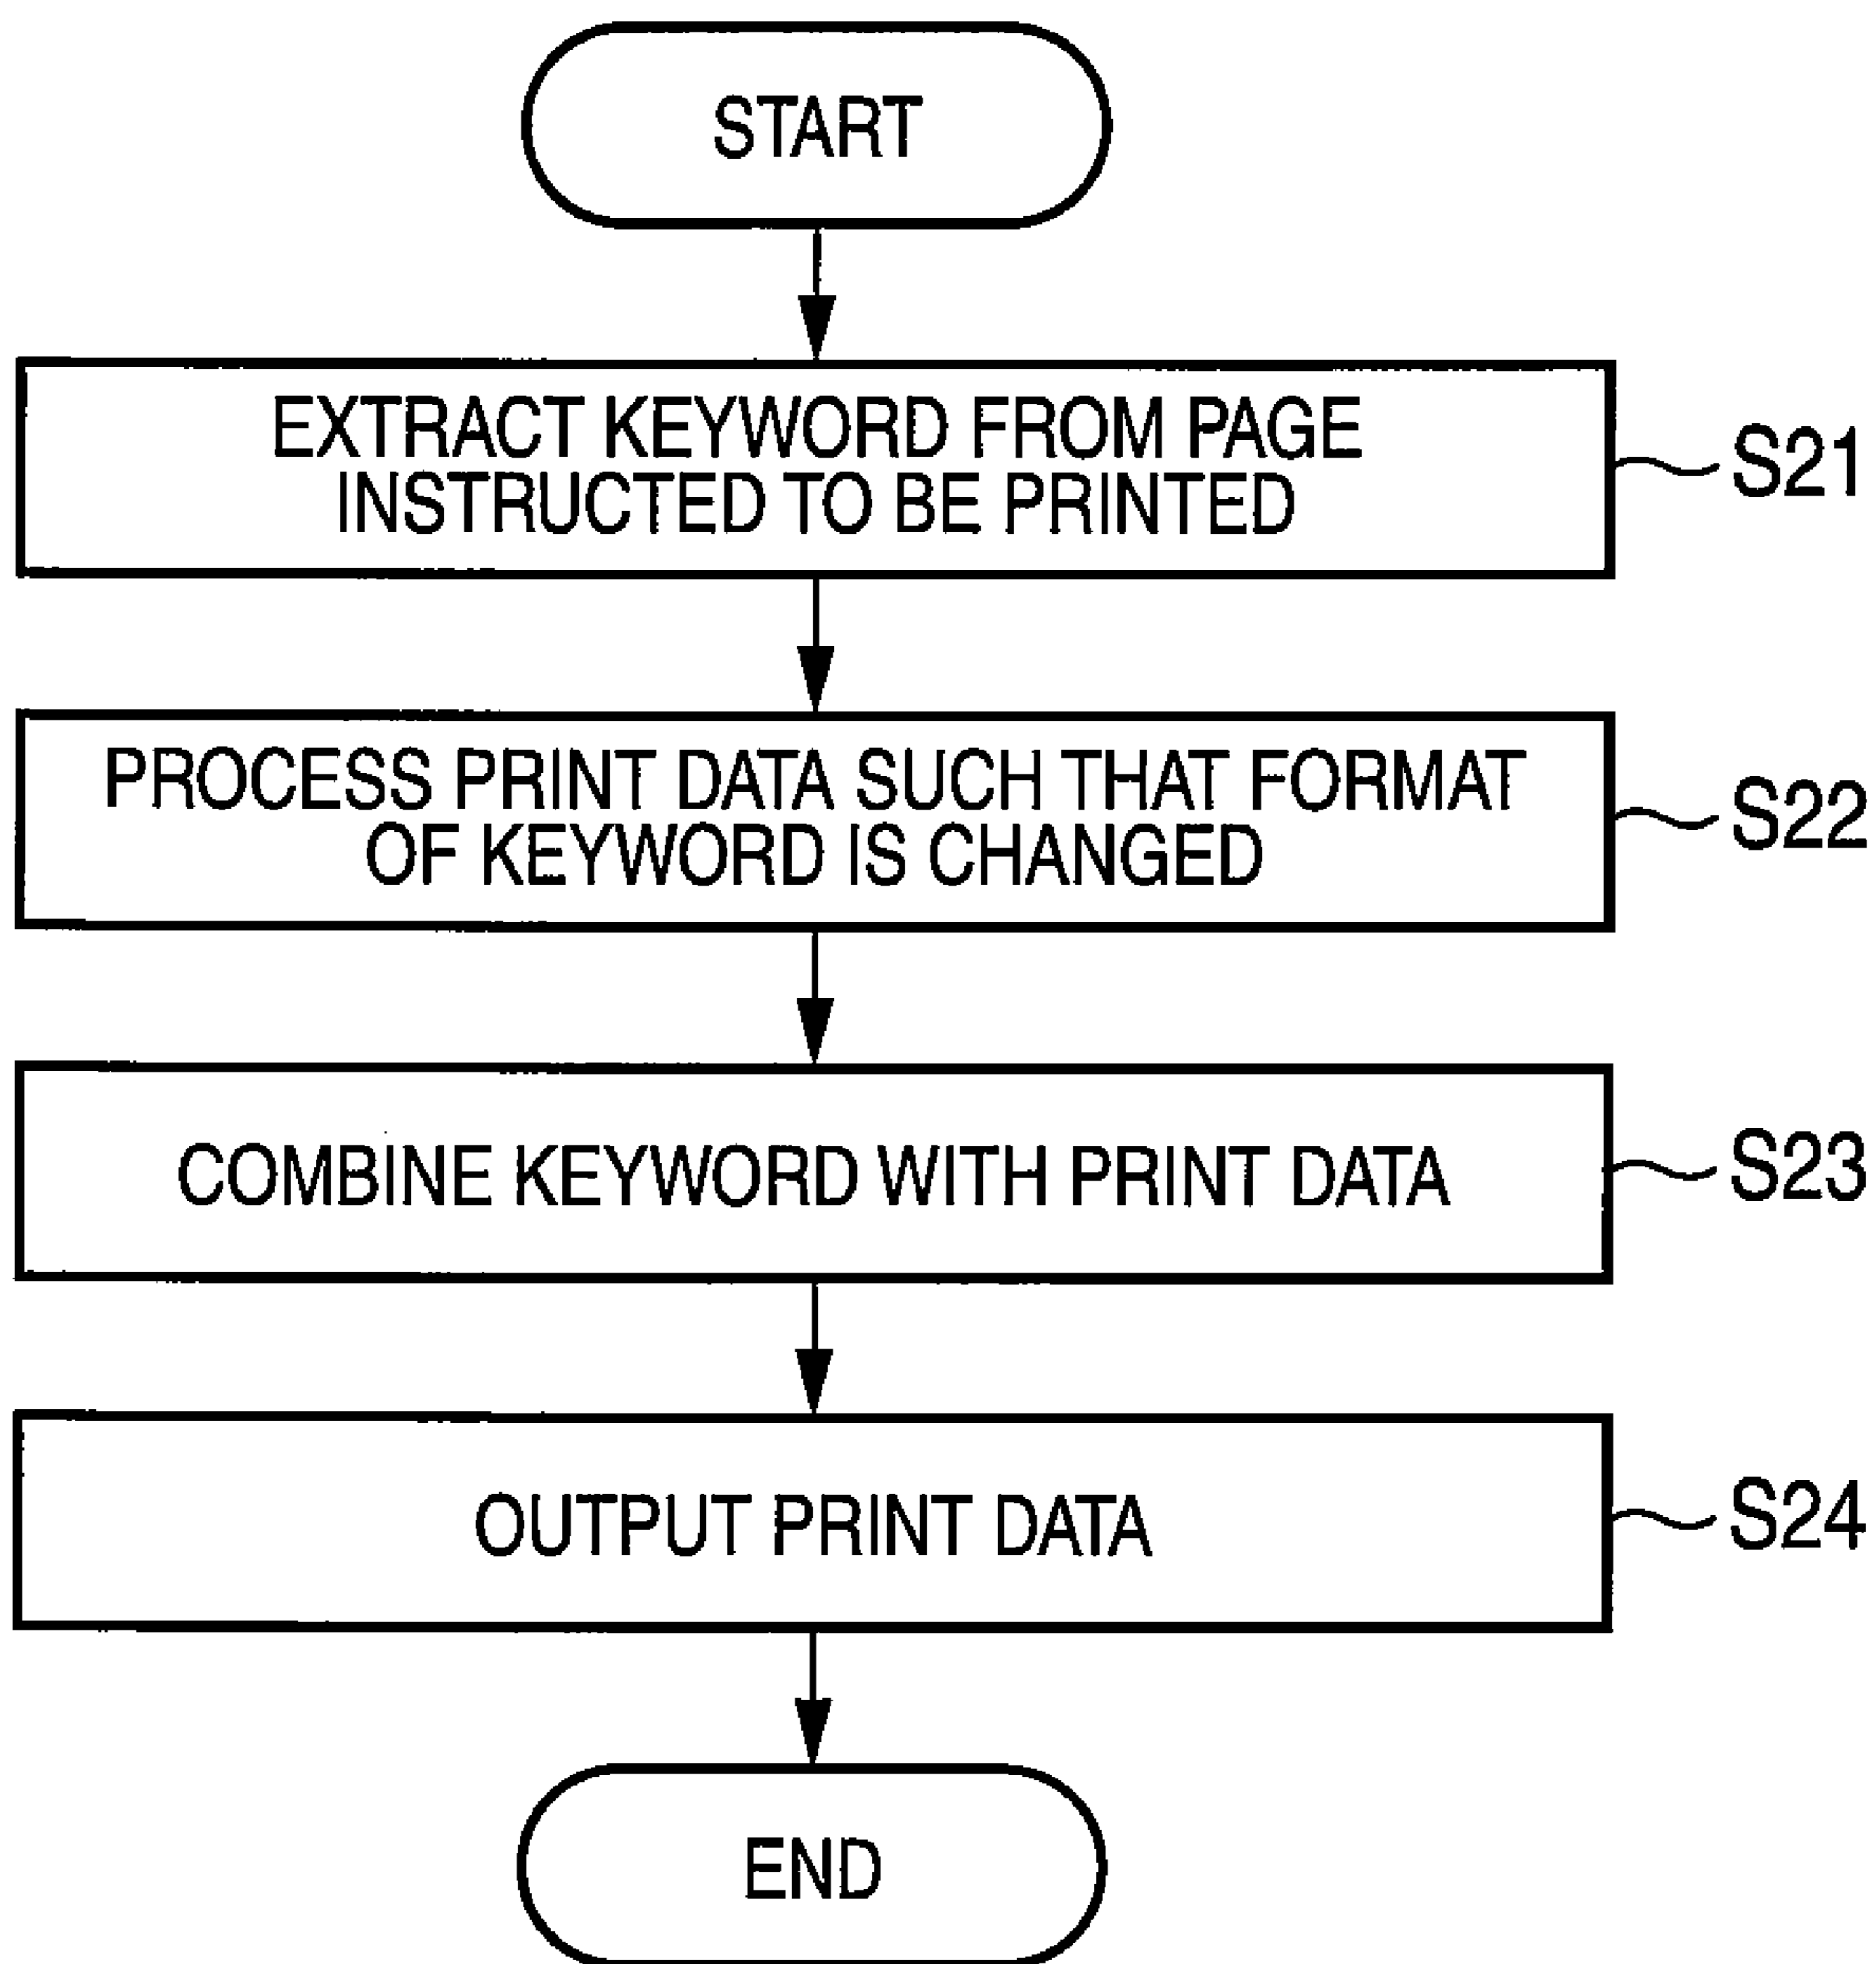 START
EXTRACT KEYWORD FROM PAGE
INSTRUCTED TO BE PRINTED
S21
PROCESS PRINT DATA SUCH THAT FORMAT
OF KEYWORD IS CHANGED
S22
COMBINE KEYWORD WITH PRINT DATA
S23
OUTPUT PRINT DATA
S24
END